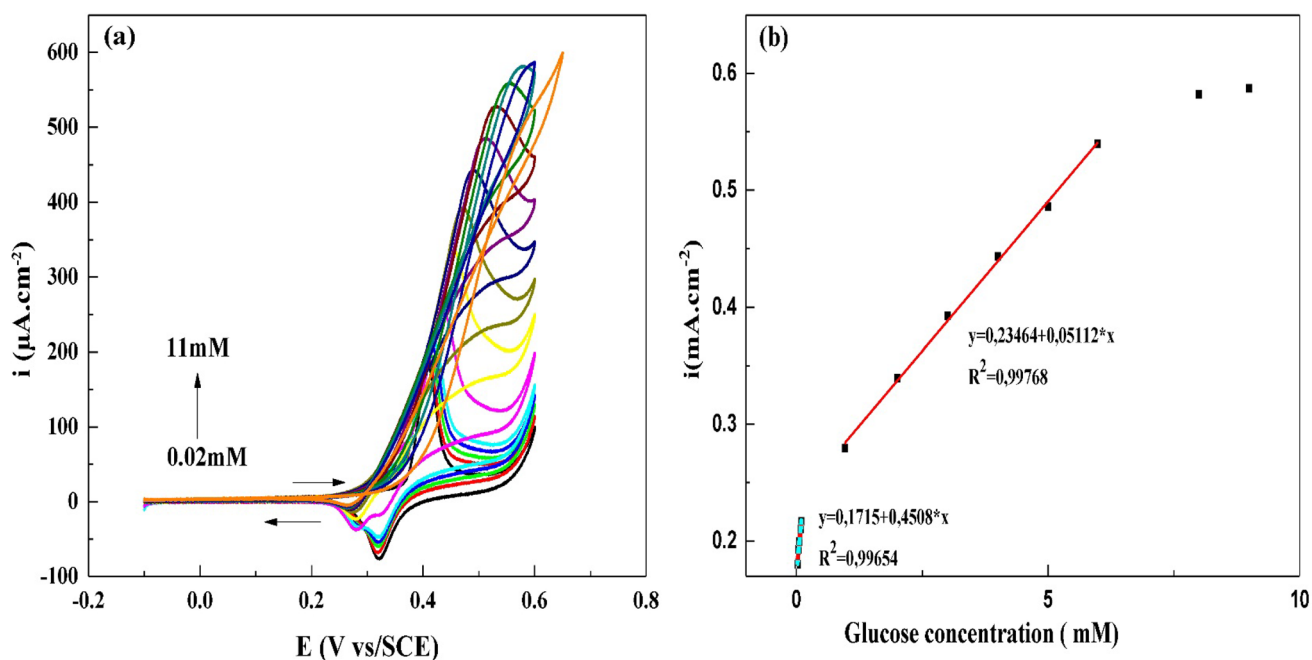 (a)
600
500
400
300
200
100
0
-100
i (µA.cm-2)
11mM
0.02mM
-0.2
0.0
0.2
0.4
0.6
0.8
E (V vs/SCE)
(b)
0.6
0.5
0.4
0.3
0.2
i(mA.cm-2)
y=0,23464+0,05112*x
R2=0,99768
y=0,1715+0,4508*x
R2=0,99654
0
5
10
Glucose concentration ( mM)